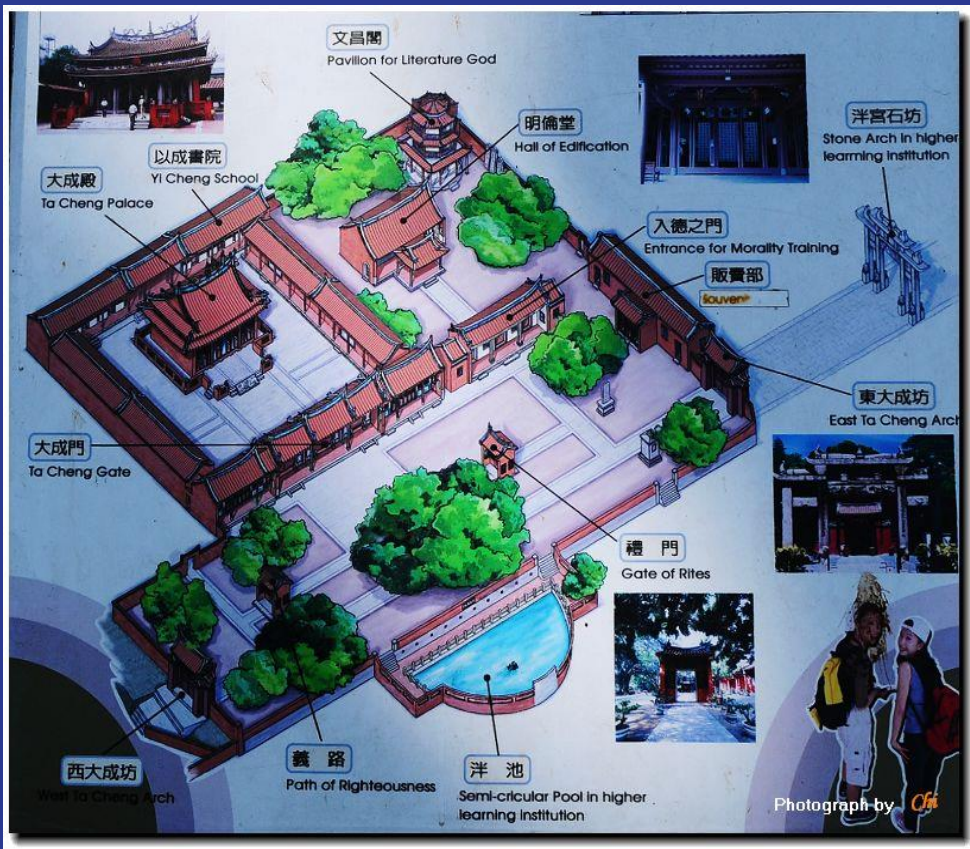 文昌閣
Pavilion for Literature God
明倫堂
Hall of Edification
泮宮石坊
Stone Arch in higher
learrning institution
以成書院
Yi Cheng School
大成殿
Ta Cheng Palace
入德之門
Entrance for Morality Training
販賣部
Souven
東大成坊
East Ta Cheng Arch
大成門
Ta Cheng Gate
禮門
Gate of Rites
西大成坊
West Ta Cheng Arch
義路
Path of Righteousness
泮池
Semi-cricular Pool in higher
learning institution
Photograph by Chi